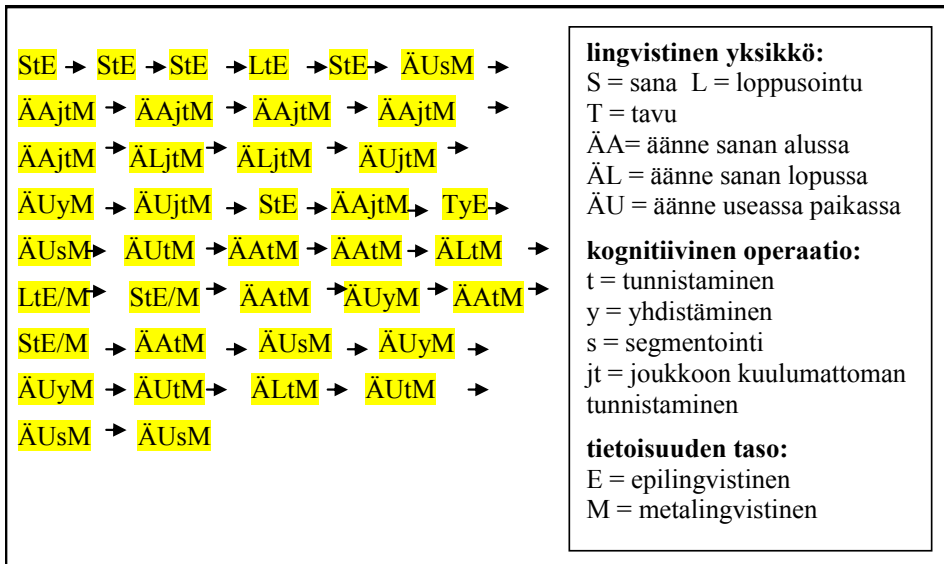 StE → StE → StE → LtE → StE → ÄUsM →
ÄAjtM → ÄAjtM → ÄAjtM → ÄAjtM →
ÄAjtM → ÄLjtM → ÄLjtM → ÄUjtM →
ÄUyM → ÄUjtM → StE → ÄAjtM → TyE →
ÄUsM → ÄUtM → ÄAtM → ÄAtM → ÄLtM →
LtE/M → StE/M → ÄAtM → ÄUyM → ÄAtM →
StE/M → ÄAtM → ÄUsM → ÄUyM →
ÄUyM → ÄUtM → ÄLtM → ÄUtM →
ÄUsM → ÄUsM
lingvistinen yksikkö:
S = sana L = loppusointu
T = tavu
ÄA= äänne sanan alussa
ÄL = äänne sanan lopussa
ÄU = äänne useassa paikassa
kognitiivinen operaatio:
t = tunnistaminen
y = yhdistäminen
s = segmentointi
jt = joukkoon kuulumattoman
tunnistaminen
tietoisuuden taso:
E = epilingvistinen
M = metalingvistinen